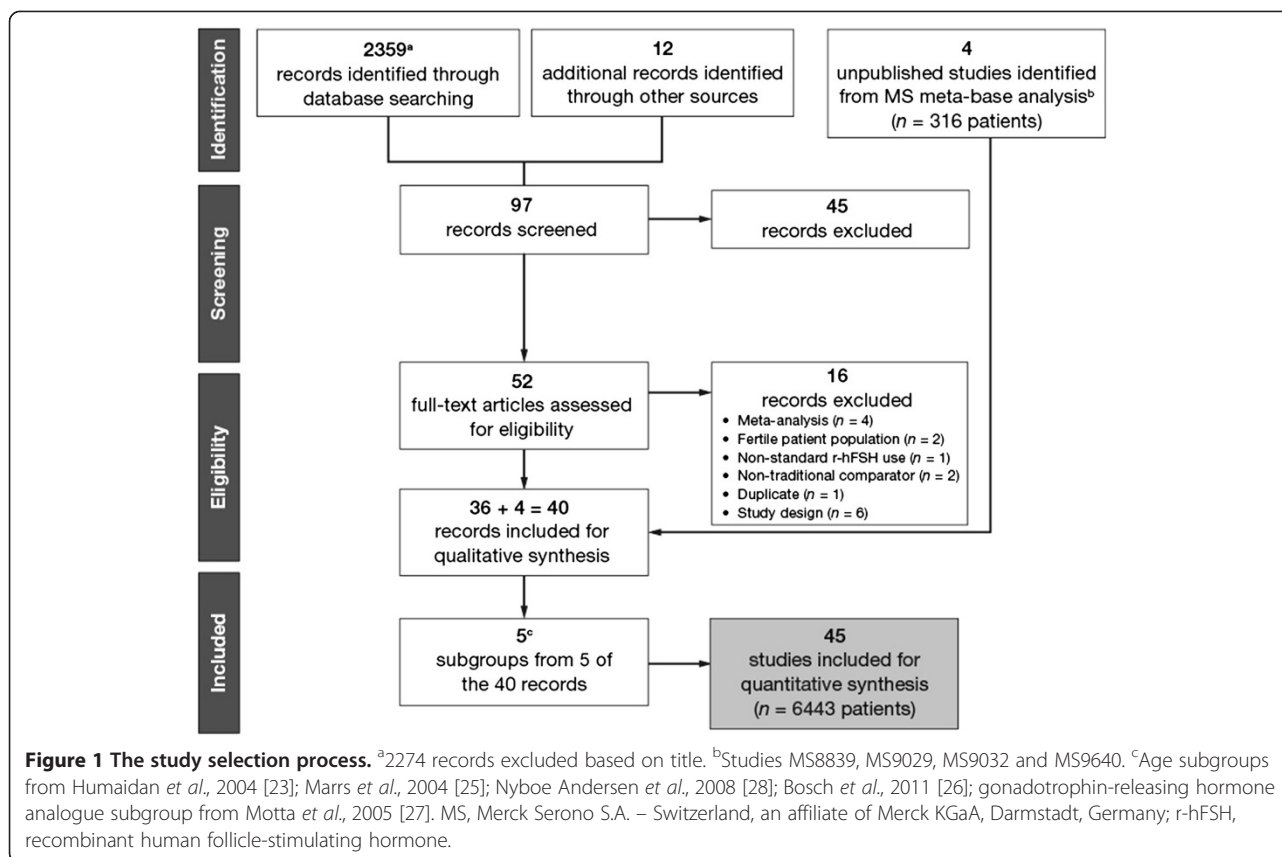 Identification
2359ᵃ
records identified through
database searching
12
additional records identified
through other sources
4
unpublished studies identified
from MS meta-base analysisᵇ
(n = 316 patients)
Screening
97
records screened
45
records excluded
Eligibility
52
full-text articles assessed
for eligibility
16
records excluded
• Meta-analysis (n = 4)
• Fertile patient population (n = 2)
• Non-standard r-hFSH use (n = 1)
• Non-traditional comparator (n = 2)
• Duplicate (n = 1)
• Study design (n = 6)
36 + 4 = 40
records included for
qualitative synthesis
Included
5ᶜ
subgroups from 5 of
the 40 records
45
studies included for
quantitative synthesis
(n = 6443 patients)
Figure 1 The study selection process. ᵃ2274 records excluded based on title. ᵇStudies MS8839, MS9029, MS9032 and MS9640. ᶜAge subgroups
from Humaidan et al., 2004 [23]; Marrs et al., 2004 [25]; Nyboe Andersen et al., 2008 [28]; Bosch et al., 2011 [26]; gonadotrophin-releasing hormone
analogue subgroup from Motta et al., 2005 [27]. MS, Merck Serono S.A. – Switzerland, an affiliate of Merck KGaA, Darmstadt, Germany; r-hFSH,
recombinant human follicle-stimulating hormone.